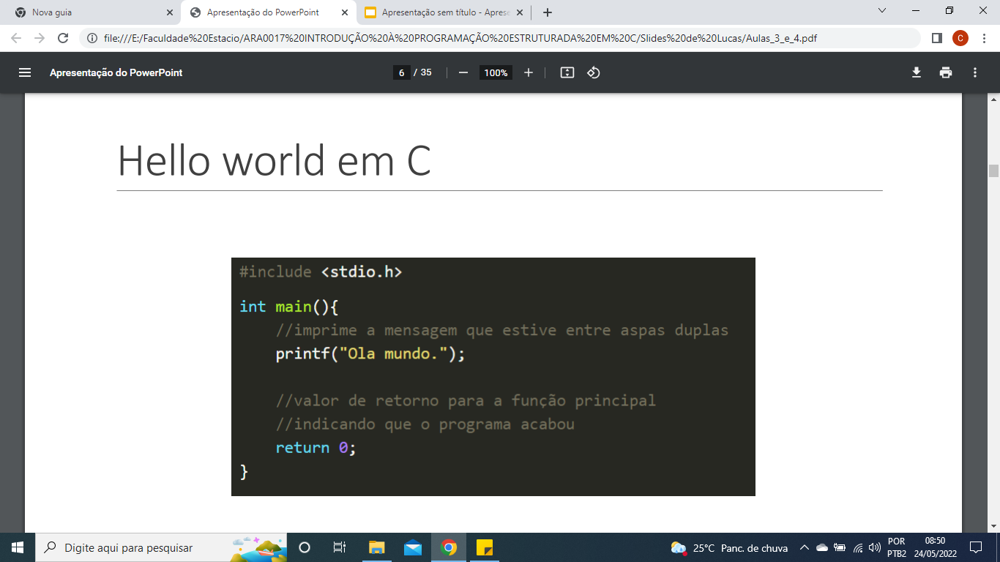 Nova guia
Apresentação do PowerPoint
Apresentação sem título - Aprese
file:///E:/Faculdade%20Estacio/ARA0017%20INTRODUÇÃO%20À%20PROGRAMAÇÃO%20ESTRUTURADA%20EM%20C/Slides%20de%20Lucas/Aulas_3_e_4.pdf
C
Apresentação do PowerPoint
6 / 35
100%
Hello world em C
#include <stdio.h>
int main(){
//imprime a mensagem que estive entre aspas duplas
printf("Ola mundo.");
//valor de retorno para a função principal
//indicando que o programa acabou
return 0;
}
Digite aqui para pesquisar
25°C Panc. de chuva
POR
PTB2
08:50
24/05/2022